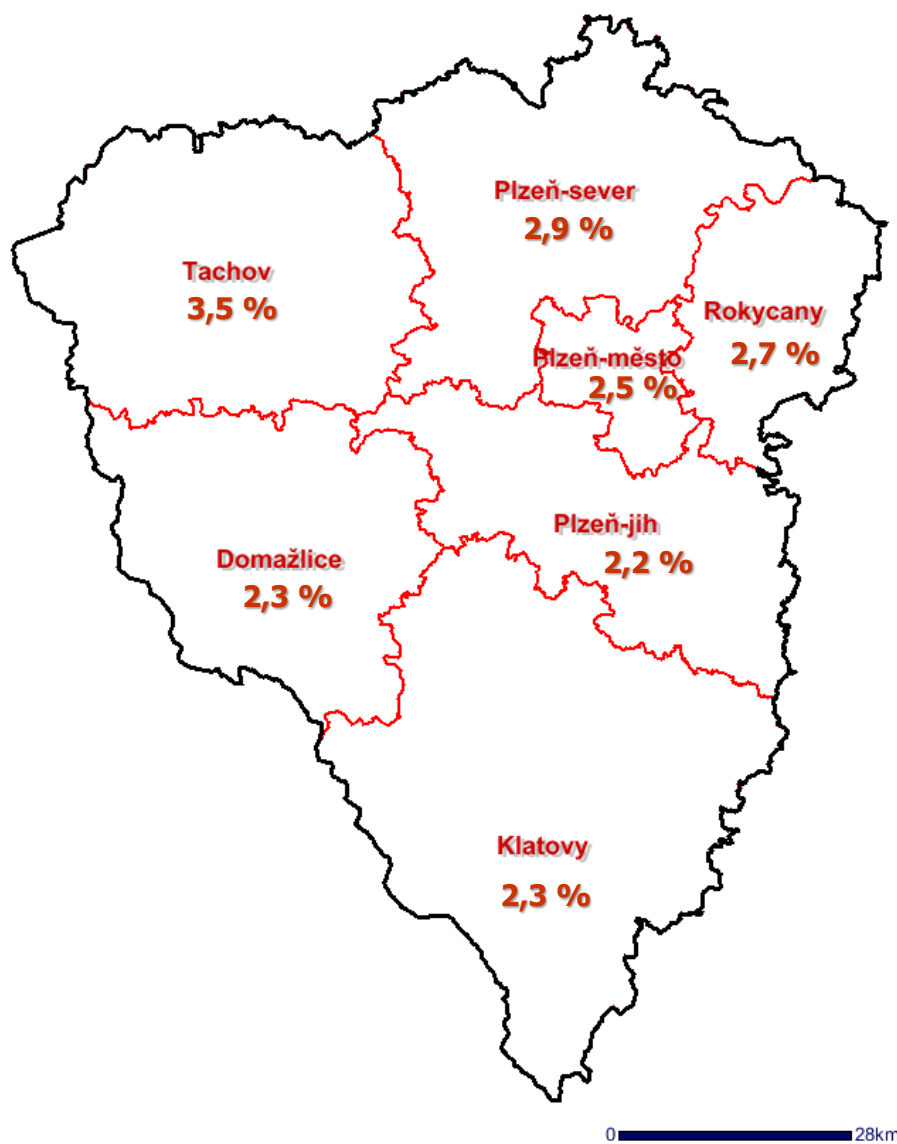 Plzeň-sever
2,9 %
Tachov
3,5 %
Rokycany
2,7 %
Plzeň-město
2,5 %
Plzeň-jih
2,2 %
Domažlice
2,3 %
Klatovy
2,3 %
0 28km